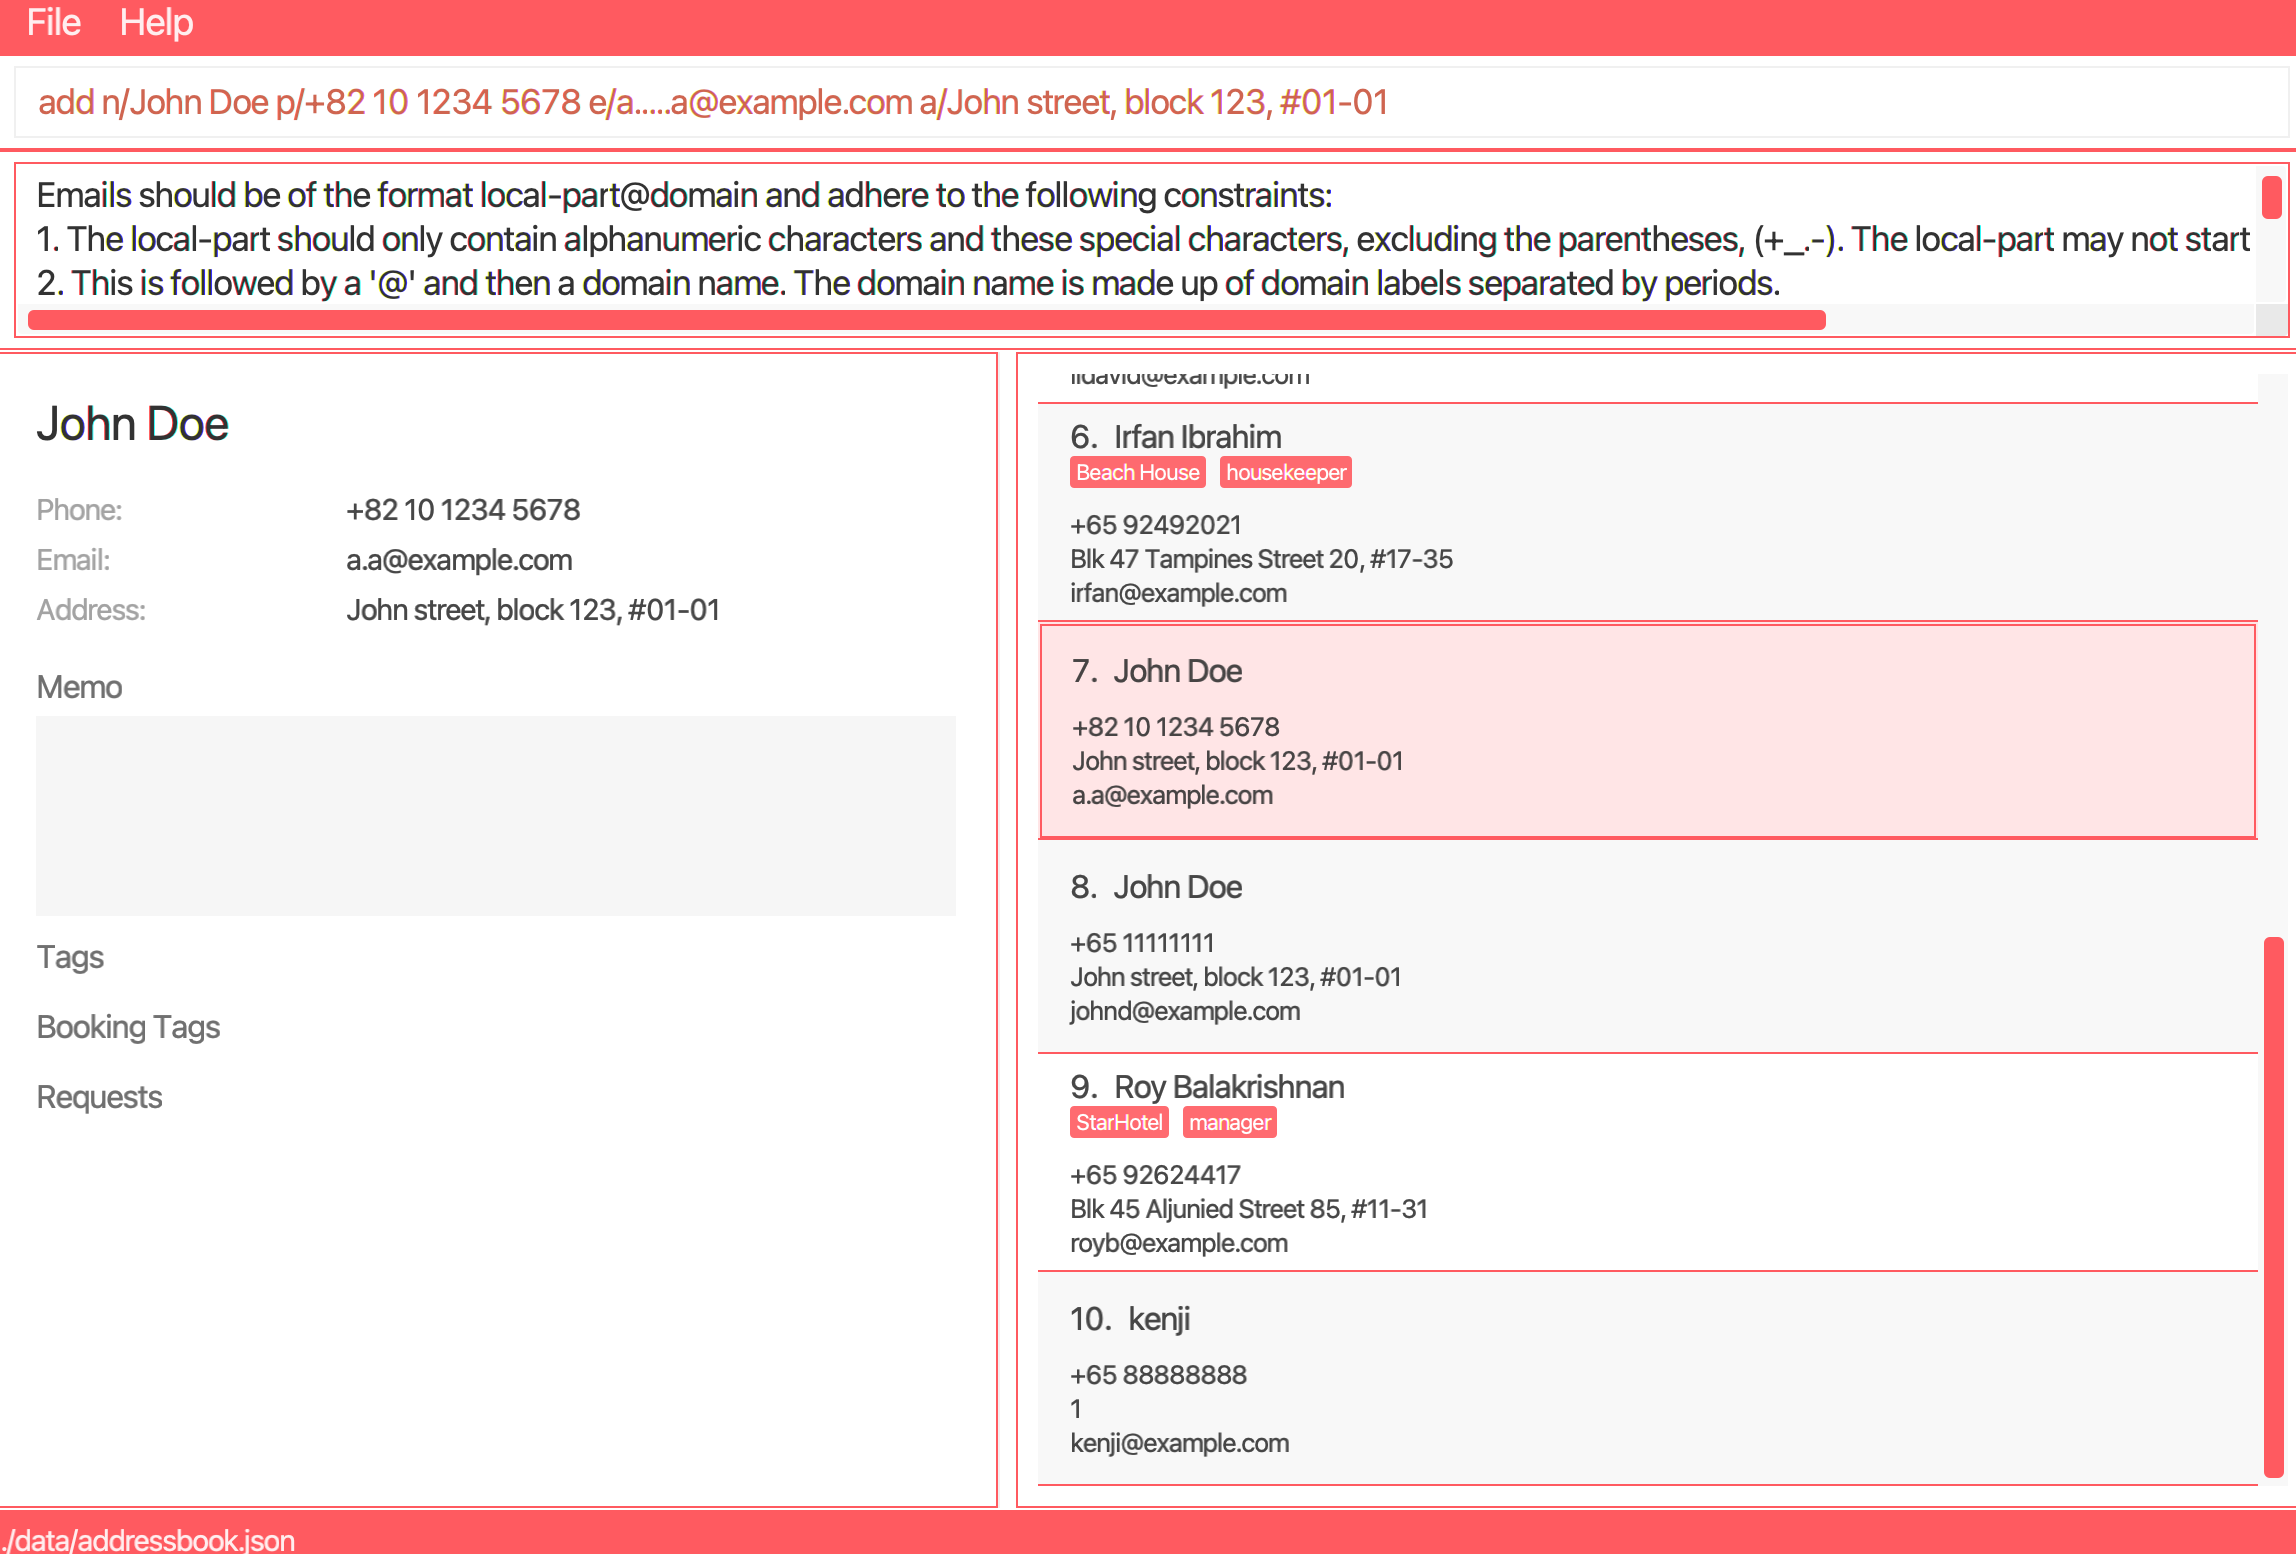 File Help
add n/John Doe p/+82 10 1234 5678 e/a.....a@example.com a/John street, block 123, #01-01
Emails should be of the format local-part@domain and adhere to the following constraints:
1. The local-part should only contain alphanumeric characters and these special characters, excluding the parentheses, (+_.-). The local-part may not start
2. This is followed by a '@' and then a domain name. The domain name is made up of domain labels separated by periods.
John Doe
Phone: +82 10 1234 5678
Email: a.a@example.com
Address: John street, block 123, #01-01
Memo
Tags
Booking Tags
Requests
6. Irfan Ibrahim
Beach House housekeeper
+65 92492021
Blk 47 Tampines Street 20, #17-35
irfan@example.com
7. John Doe
+82 10 1234 5678
John street, block 123, #01-01
a.a@example.com
8. John Doe
+65 11111111
John street, block 123, #01-01
johnd@example.com
9. Roy Balakrishnan
StarHotel manager
+65 92624417
Blk 45 Aljunied Street 85, #11-31
royb@example.com
10. kenji
+65 88888888
1
kenji@example.com
./data/addressbook.json